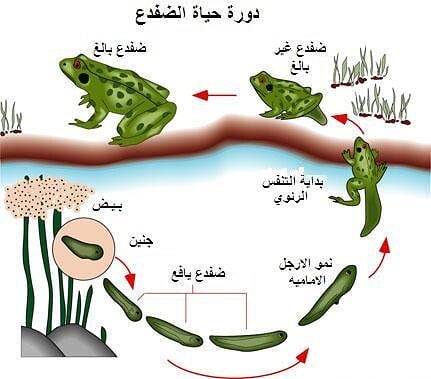 دورة حياة الضفدع
ضفدع بالغ
ضفدع غير
بالغ
بداية التنفس
الرئوي
بيض
جنين
ضفدع يافع
نمو الارجل
الاماميه